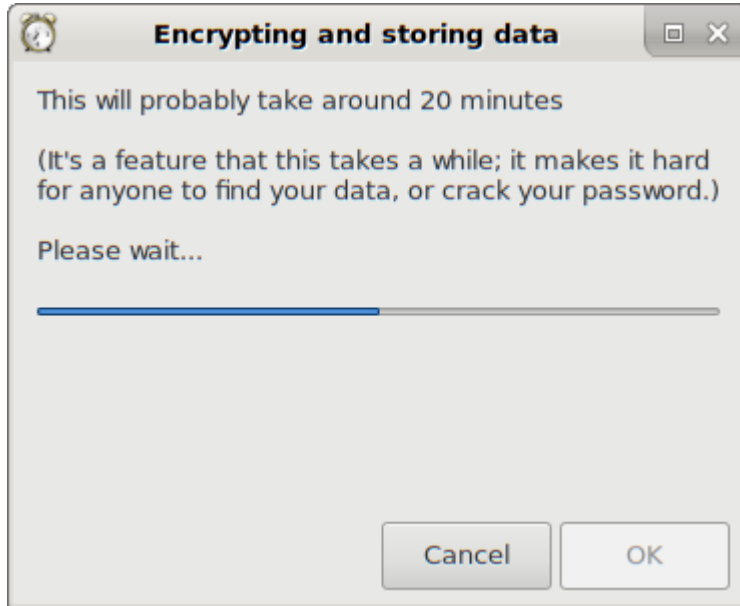 Encrypting and storing data
This will probably take around 20 minutes
(It's a feature that this takes a while; it makes it hard
for anyone to find your data, or crack your password.)
Please wait...
Cancel
OK